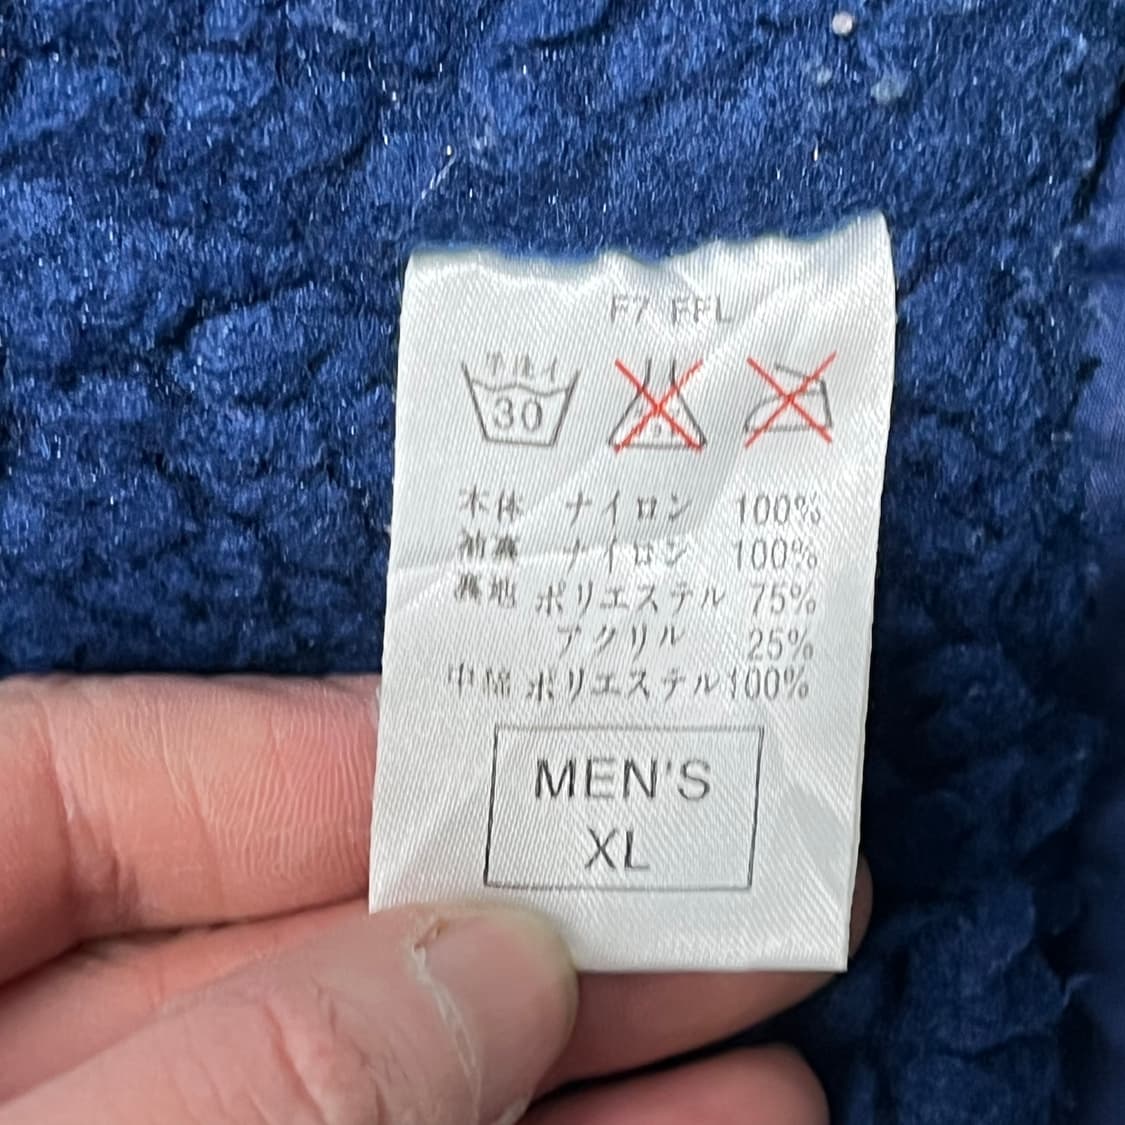 F7 FFL
手洗イ
30
本体 ナイロン 100%
袖裏 ナイロン 100%
裏地 ポリエステル 75%
アクリル 25%
中綿 ポリエステル 100%
MEN'S
XL